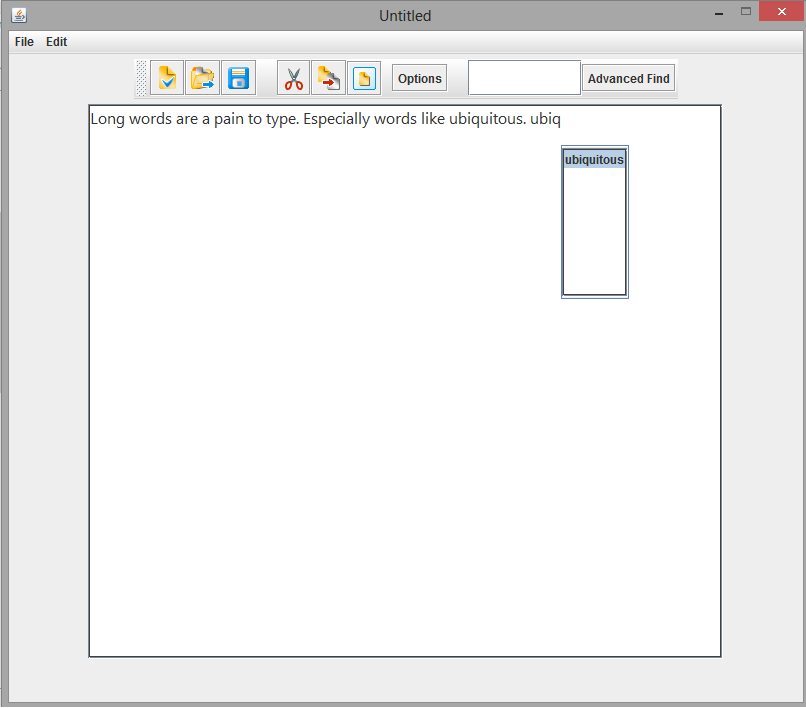 Untitled
File Edit
Options Advanced Find
Long words are a pain to type. Especially words like ubiquitous. ubiq
ubiquitous